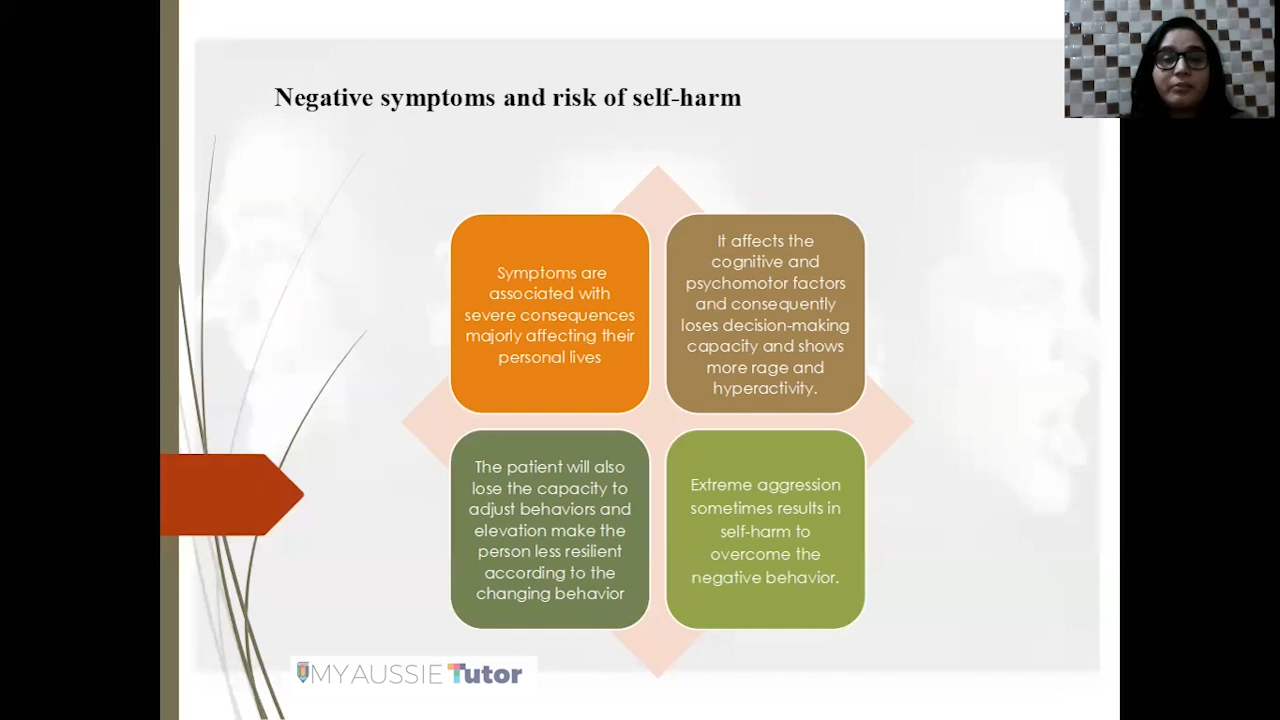 Negative symptoms and risk of self-harm
Symptoms are
associated with
severe consequences
majorly affecting their
personal lives
It affects the
cognitive and
psychomotor factors
and consequently
loses decision-making
capacity and shows
more rage and
hyperactivity.
The patient will also
lose the capacity to
adjust behaviors and
elevation make the
person less resilient
according to the
changing behavior
Extreme aggression
sometimes results in
self-harm to
overcome the
negative behavior.
MY AUSSIE Tutor